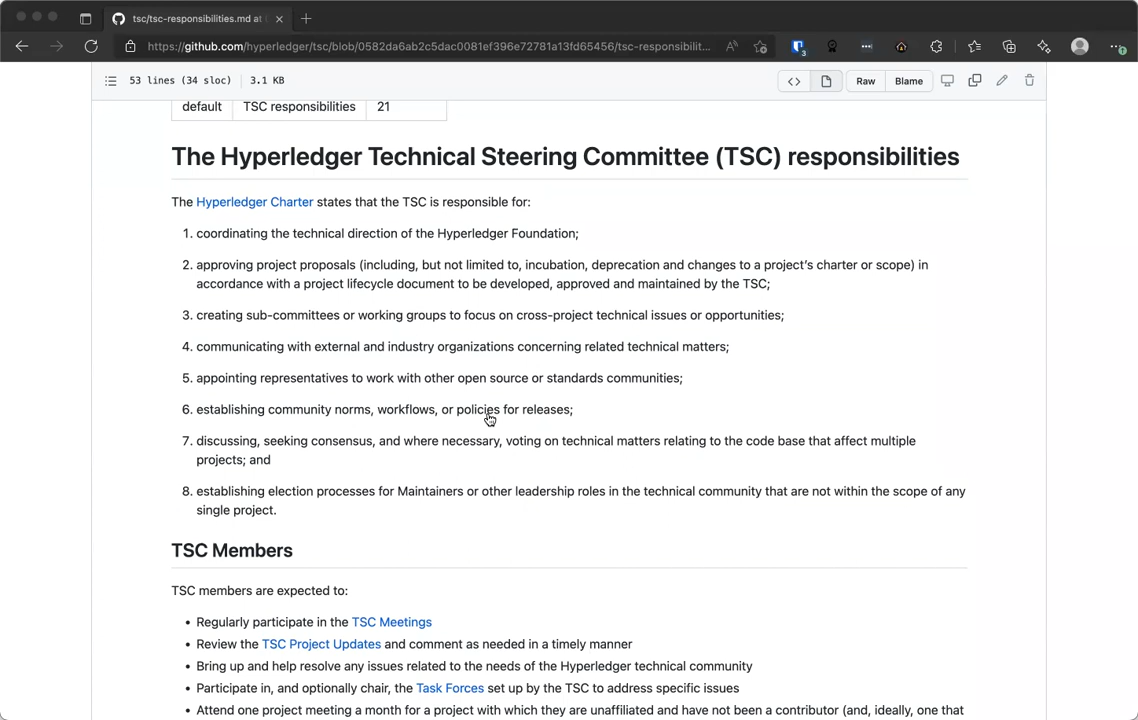 tsc/tsc-responsibilities.md at
https://github.com/hyperledger/tsc/blob/0582da6ab2c5dac0081ef396e72781a13fd65456/tsc-responsibilit...
3
53 lines (34 sloc) 3.1 KB
Raw Blame
default TSC responsibilities 21
The Hyperledger Technical Steering Committee (TSC) responsibilities
The Hyperledger Charter states that the TSC is responsible for:
1. coordinating the technical direction of the Hyperledger Foundation;
2. approving project proposals (including, but not limited to, incubation, deprecation and changes to a project's charter or scope) in
accordance with a project lifecycle document to be developed, approved and maintained by the TSC;
3. creating sub-committees or working groups to focus on cross-project technical issues or opportunities;
4. communicating with external and industry organizations concerning related technical matters;
5. appointing representatives to work with other open source or standards communities;
6. establishing community norms, workflows, or policies for releases;
7. discussing, seeking consensus, and where necessary, voting on technical matters relating to the code base that affect multiple
projects; and
8. establishing election processes for Maintainers or other leadership roles in the technical community that are not within the scope of any
single project.
TSC Members
TSC members are expected to:
• Regularly participate in the TSC Meetings
• Review the TSC Project Updates and comment as needed in a timely manner
• Bring up and help resolve any issues related to the needs of the Hyperledger technical community
• Participate in, and optionally chair, the Task Forces set up by the TSC to address specific issues
• Attend one project meeting a month for a project with which they are unaffiliated and have not been a contributor (and, ideally, one that